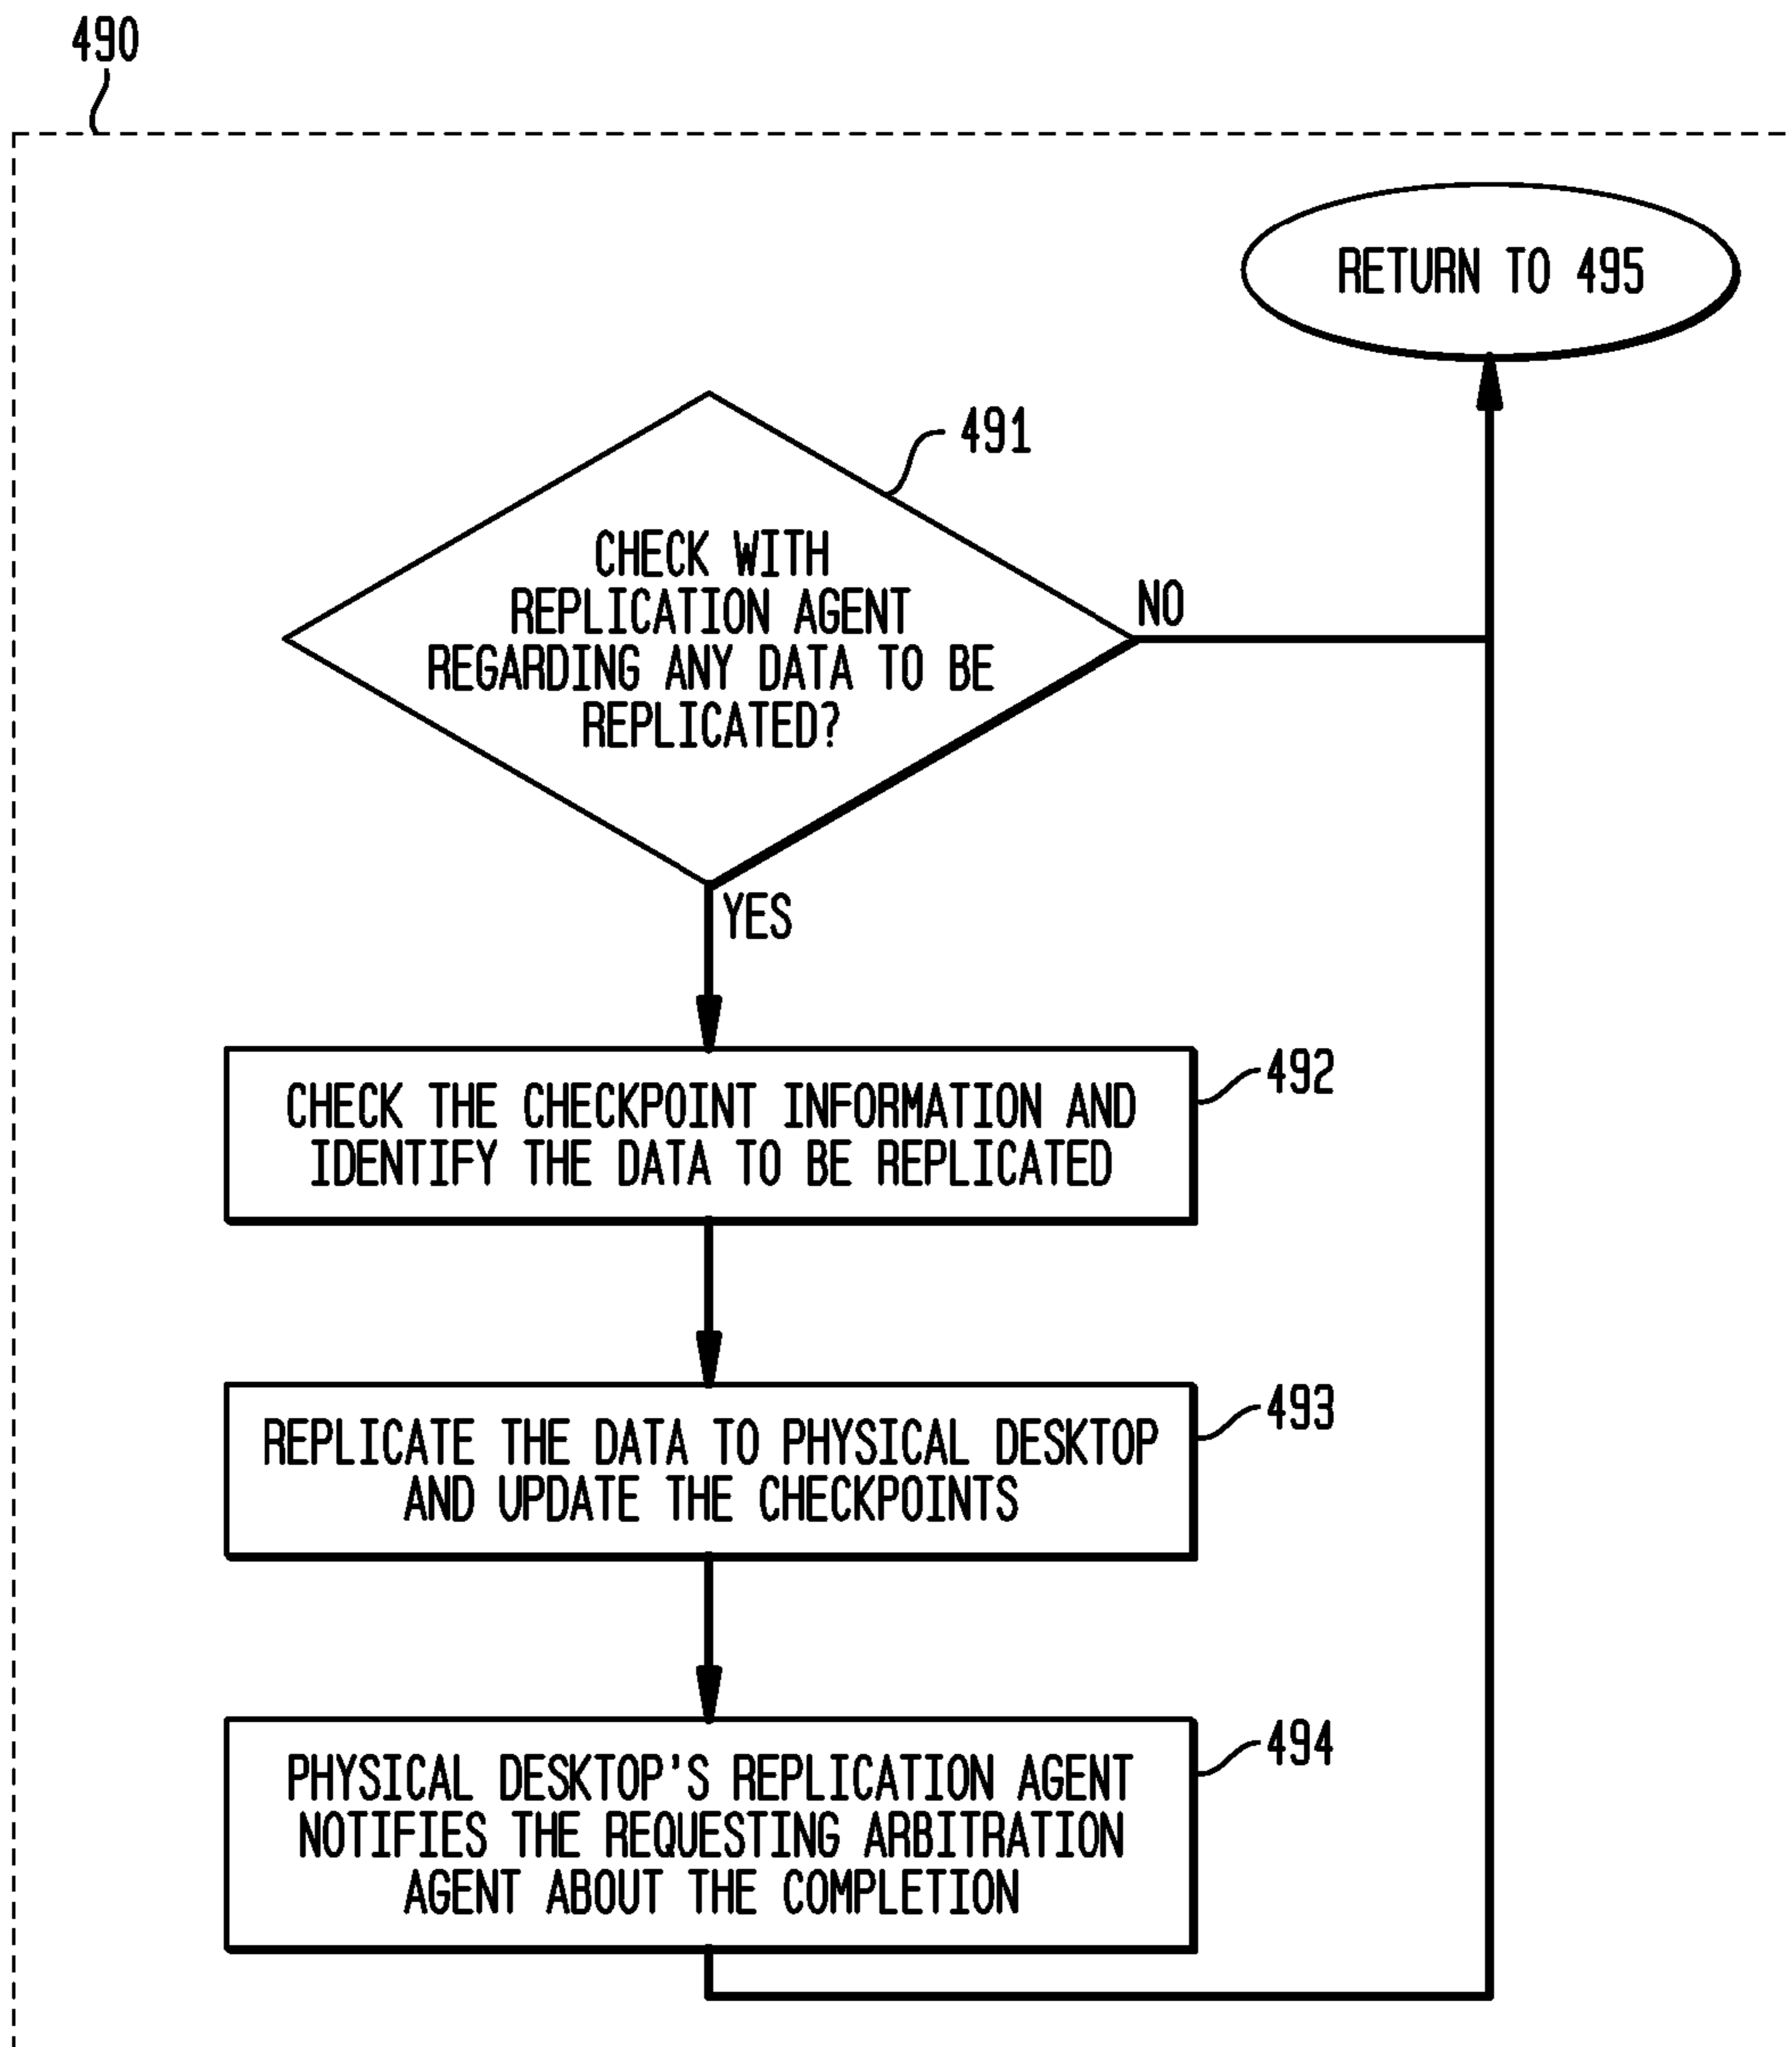 490
RETURN TO 495
491
CHECK WITH
REPLICATION AGENT
REGARDING ANY DATA TO BE
REPLICATED?
NO
YES
492
CHECK THE CHECKPOINT INFORMATION AND
IDENTIFY THE DATA TO BE REPLICATED
493
REPLICATE THE DATA TO PHYSICAL DESKTOP
AND UPDATE THE CHECKPOINTS
494
PHYSICAL DESKTOP'S REPLICATION AGENT
NOTIFIES THE REQUESTING ARBITRATION
AGENT ABOUT THE COMPLETION